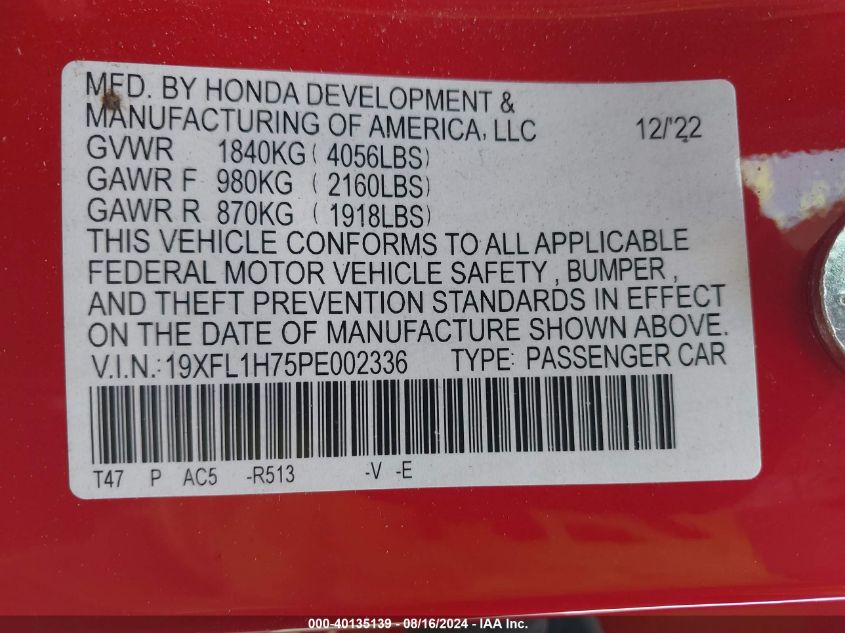 MFD. BY HONDA DEVELOPMENT &
MANUFACTURING OF AMERICA, LLC 12/'22
GVWR 1840KG ( 4056LBS)
GAWR F 980KG ( 2160LBS)
GAWR R 870KG ( 1918LBS)
THIS VEHICLE CONFORMS TO ALL APPLICABLE
FEDERAL MOTOR VEHICLE SAFETY , BUMPER ,
AND THEFT PREVENTION STANDARDS IN EFFECT
ON THE DATE OF MANUFACTURE SHOWN ABOVE.
V.I.N.:19XFL1H75PE002336 TYPE: PASSENGER CAR
T47 P AC5 -R513 -V -E
000-40135139 - 08/16/2024 - IAA Inc.